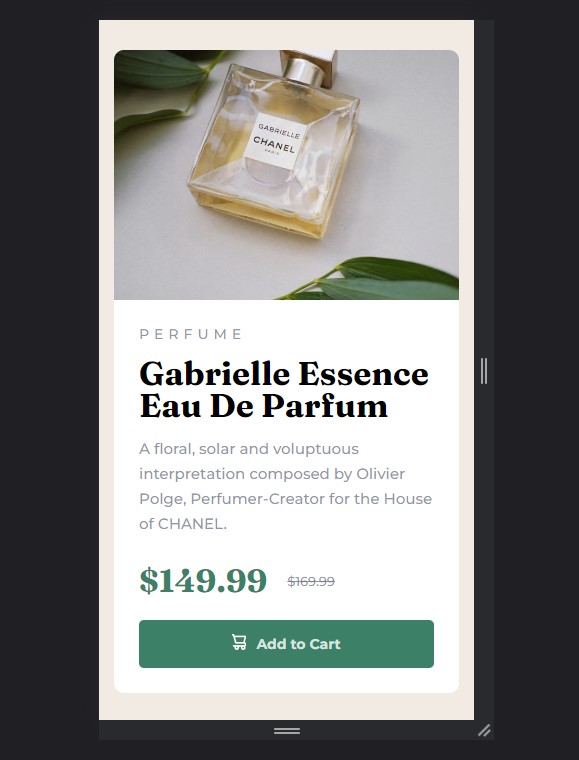 GABRIELLE
CHANEL
PARIS
PERFUME
Gabrielle Essence
Eau De Parfum
A floral, solar and voluptuous
interpretation composed by Olivier
Polge, Perfumer-Creator for the House
of CHANEL.
$149.99 $169.99
Add to Cart